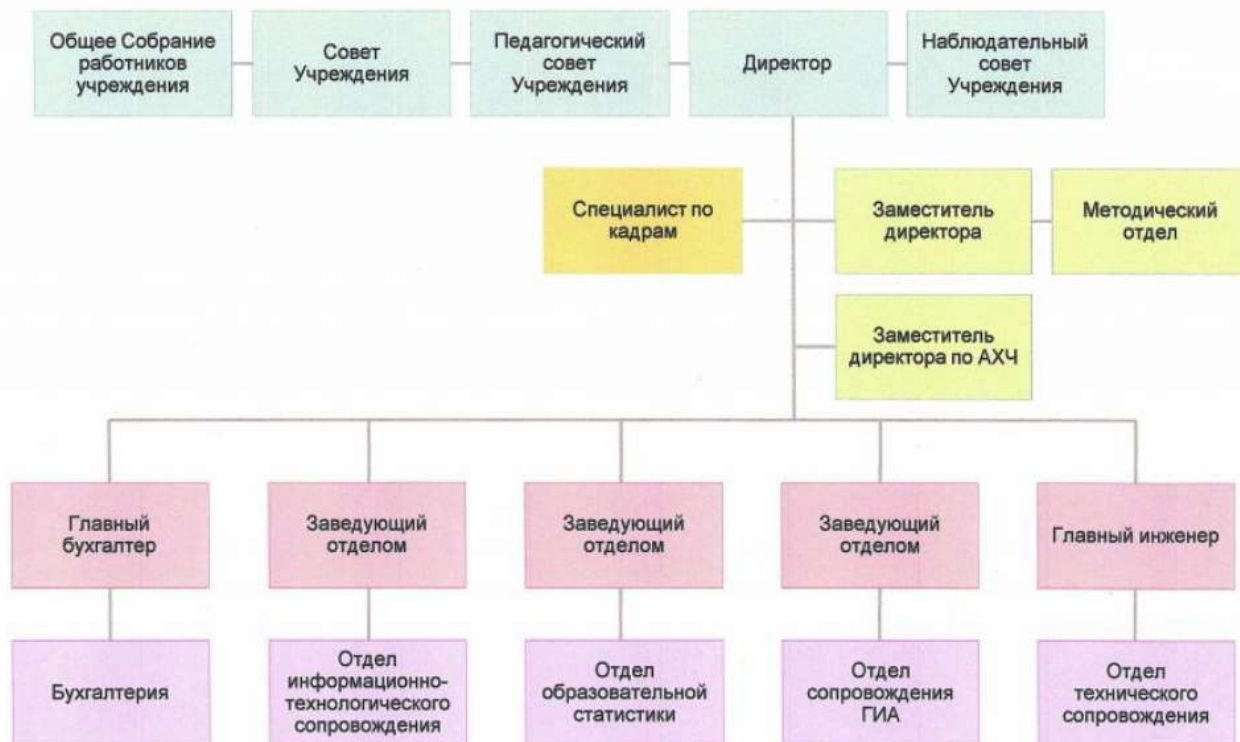 Общее Собрание
работников
учреждения
Совет
Учреждения
Педагогический
совет
Учреждения
Директор
Наблюдательный
совет
Учреждения
Специалист по
кадрам
Заместитель
директора
Методический
отдел
Заместитель
директора по АХЧ
Главный
бухгалтер
Заведующий
отделом
Заведующий
отделом
Заведующий
отделом
Главный инженер
Бухгалтерия
Отдел
информационно-
технологического
сопровождения
Отдел
образовательной
статистики
Отдел
сопровождения
ГИА
Отдел
технического
сопровождения